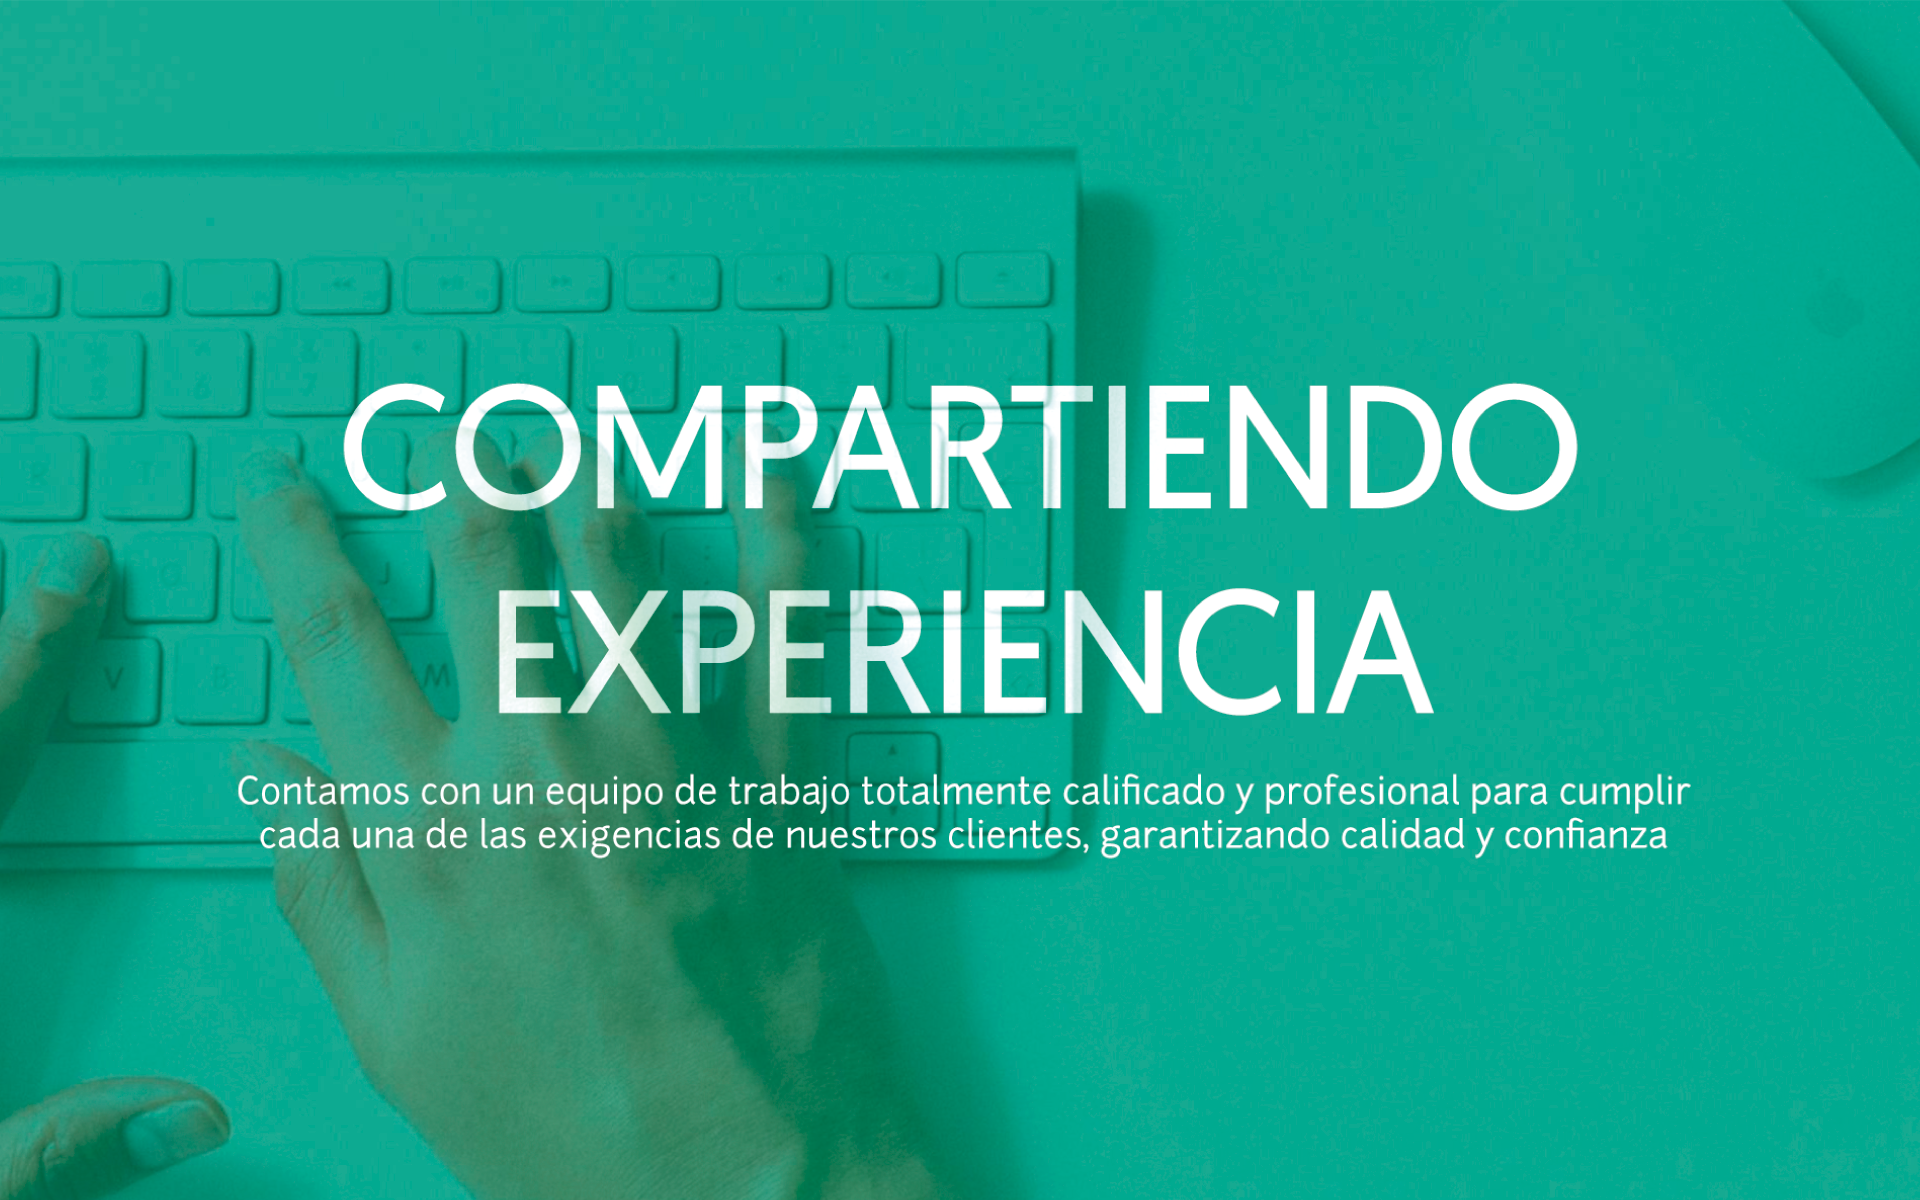 COMPARTIENDO
EXPERIENCIA
Contamos con un equipo de trabajo totalmente calificado y profesional para cumplir
cada una de las exigencias de nuestros clientes, garantizando calidad y confianza
V
B
M